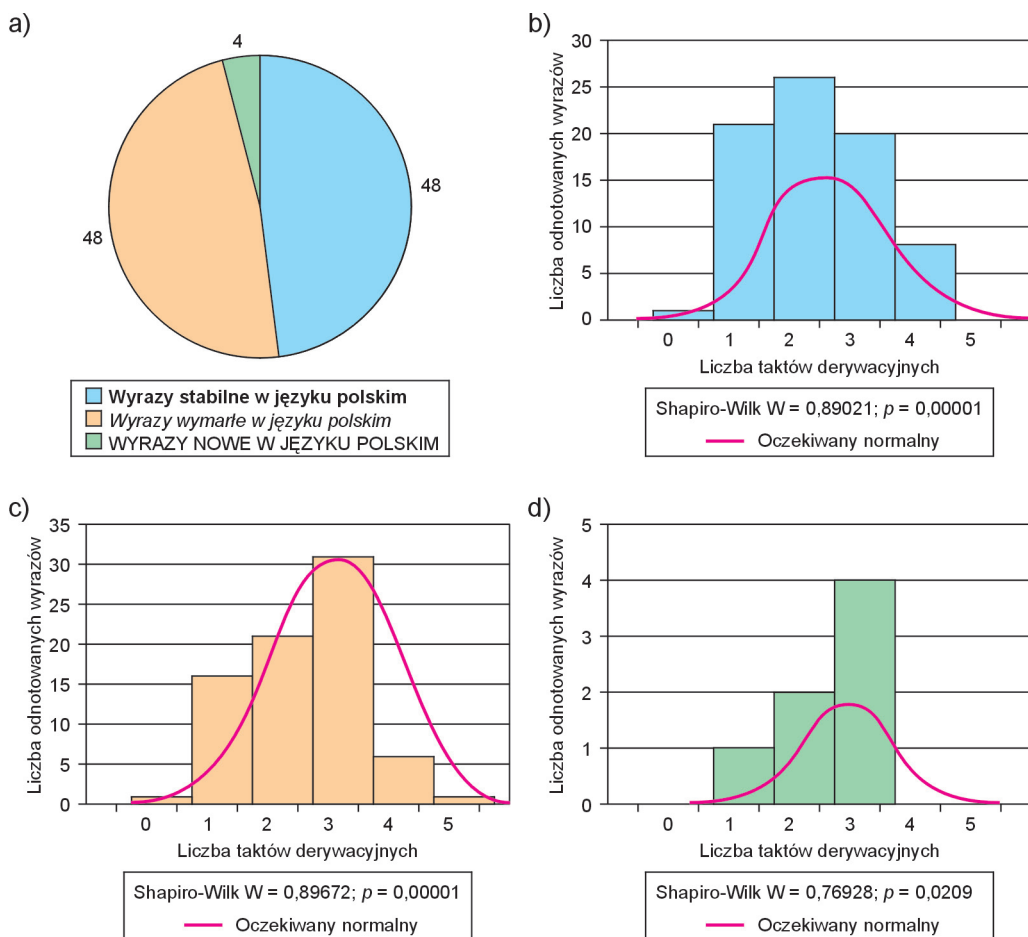 a)
4
48
48
Wyrazy stabilne w języku polskim
Wyrazy wymarłe w języku polskim
WYRAZY NOWE W JĘZYKU POLSKIM
b)
Liczba odnotowanych wyrazów
30
25
20
15
10
5
0
0 1 2 3 4 5
Liczba taktów derywacyjnych
Shapiro-Wilk W = 0,89021; p = 0,00001
Oczekiwany normalny
c)
Liczba odnotowanych wyrazów
35
30
25
20
15
10
5
0
0 1 2 3 4 5
Liczba taktów derywacyjnych
Shapiro-Wilk W = 0,89672; p = 0,00001
Oczekiwany normalny
d)
Liczba odnotowanych wyrazów
5
4
3
2
1
0
0 1 2 3 4 5
Liczba taktów derywacyjnych
Shapiro-Wilk W = 0,76928; p = 0,0209
Oczekiwany normalny